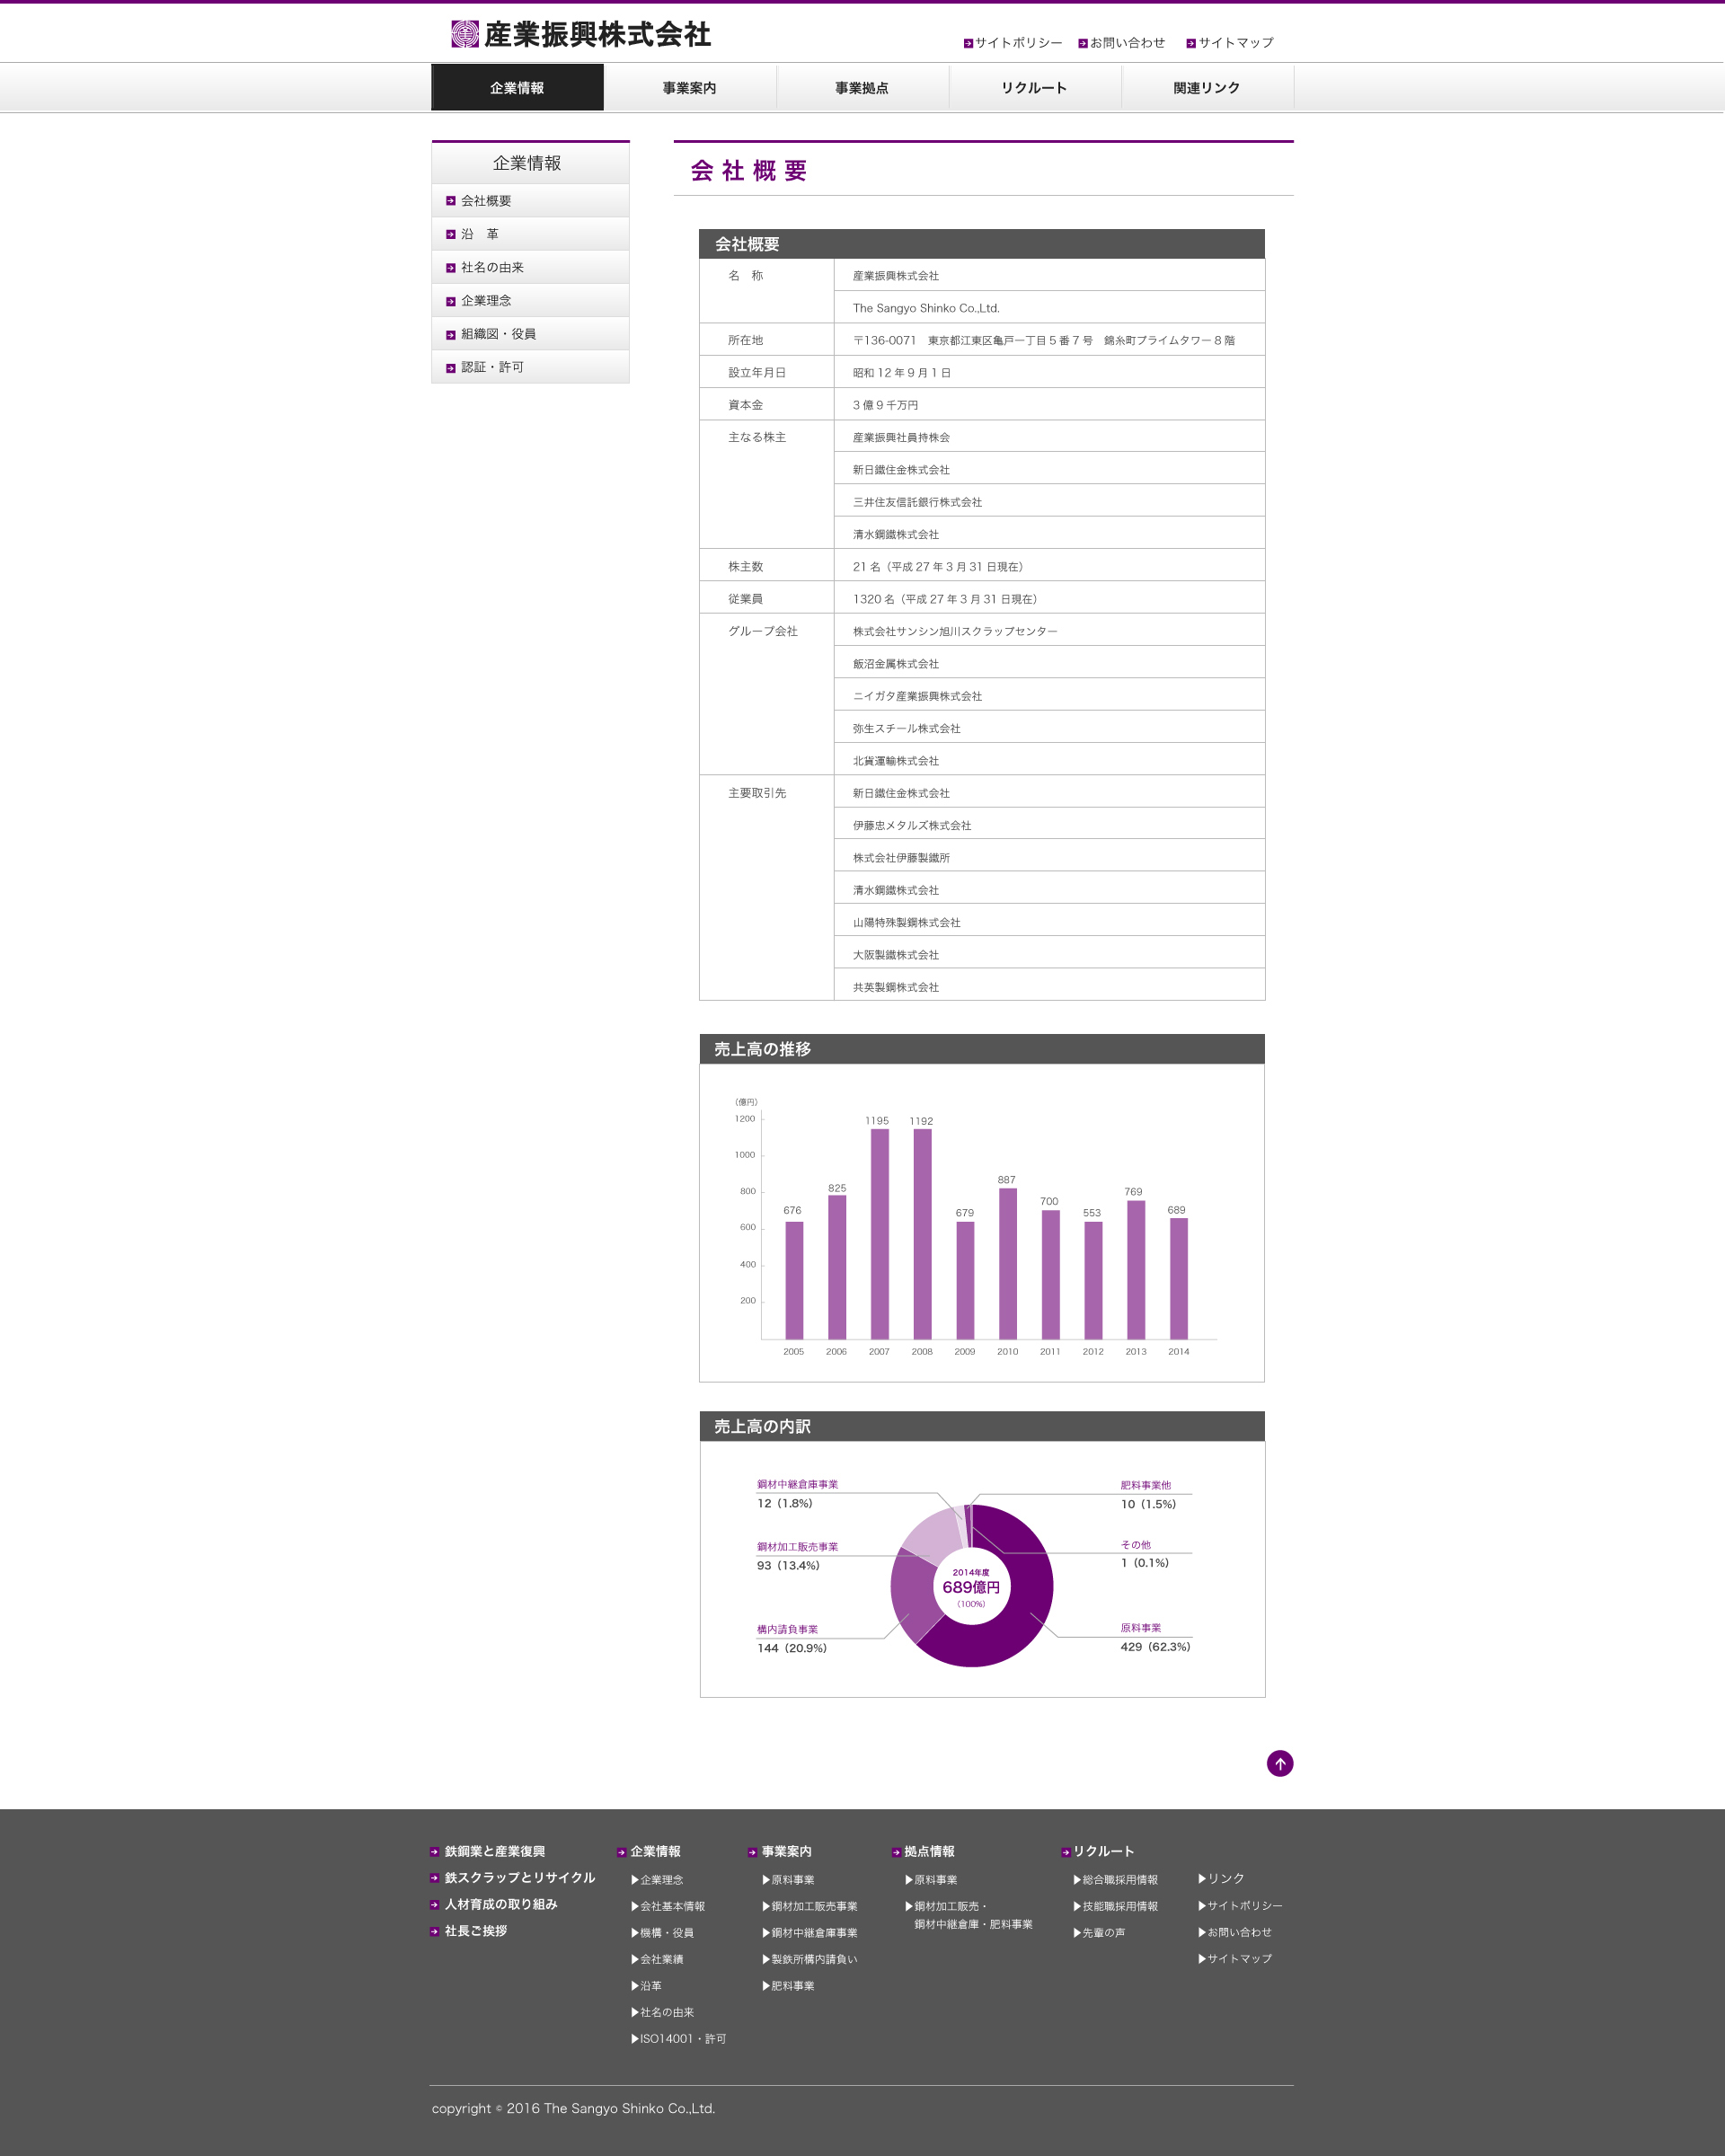 産業振興株式会社
サイトポリシー お問い合わせ サイトマップ
企業情報 事業案内 事業拠点 リクルート 関連リンク
企業情報
会社概要
沿　革
社名の由来
企業理念
組織図・役員
認証・許可
会社概要
会社概要
名　称 産業振興株式会社
The Sangyo Shinko Co.,Ltd.
所在地 〒136-0071　東京都江東区亀戸一丁目５番７号　錦糸町プライムタワー８階
設立年月日 昭和 12 年 9 月 1 日
資本金 3 億 9 千万円
主なる株主 産業振興社員持株会
新日鐵住金株式会社
三井住友信託銀行株式会社
清水鋼鐵株式会社
株主数 21 名（平成 27 年 3 月 31 日現在）
従業員 1320 名（平成 27 年 3 月 31 日現在）
グループ会社 株式会社サンシン旭川スクラップセンター
飯沼金属株式会社
ニイガタ産業振興株式会社
弥生スチール株式会社
北貨運輸株式会社
主要取引先 新日鐵住金株式会社
伊藤忠メタルズ株式会社
株式会社伊藤製鐵所
清水鋼鐵株式会社
山陽特殊製鋼株式会社
大阪製鐵株式会社
共英製鋼株式会社
売上高の推移
（億円）
1200
1000
800
600
400
200
676 825 1195 1192 679 887 700 553 769 689
2005 2006 2007 2008 2009 2010 2011 2012 2013 2014
売上高の内訳
鋼材中継倉庫事業
12（1.8%）
鋼材加工販売事業
93（13.4%）
構内請負事業
144（20.9%）
2014年度
689億円
（100%）
肥料事業他
10（1.5%）
その他
1（0.1%）
原料事業
429（62.3%）
鉄鋼業と産業復興
鉄スクラップとリサイクル
人材育成の取り組み
社長ご挨拶
企業情報
▶企業理念
▶会社基本情報
▶機構・役員
▶会社業績
▶沿革
▶社名の由来
▶ISO14001・許可
事業案内
▶原料事業
▶鋼材加工販売事業
▶鋼材中継倉庫事業
▶製鉄所構内請負い
▶肥料事業
拠点情報
▶原料事業
▶鋼材加工販売・
鋼材中継倉庫・肥料事業
リクルート
▶総合職採用情報
▶技能職採用情報
▶先輩の声
▶リンク
▶サイトポリシー
▶お問い合わせ
▶サイトマップ
copyright © 2016 The Sangyo Shinko Co.,Ltd.